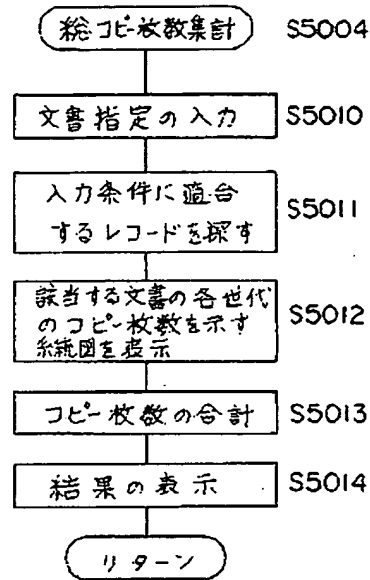 総コピー枚数集計 S5004
文書指定の入力 S5010
入力条件に適合
するレコードを探す S5011
該当する文書の各世代
のコピー枚数を示す S5012
系統図を表示
コピー枚数の合計 S5013
結果の表示 S5014
リターン